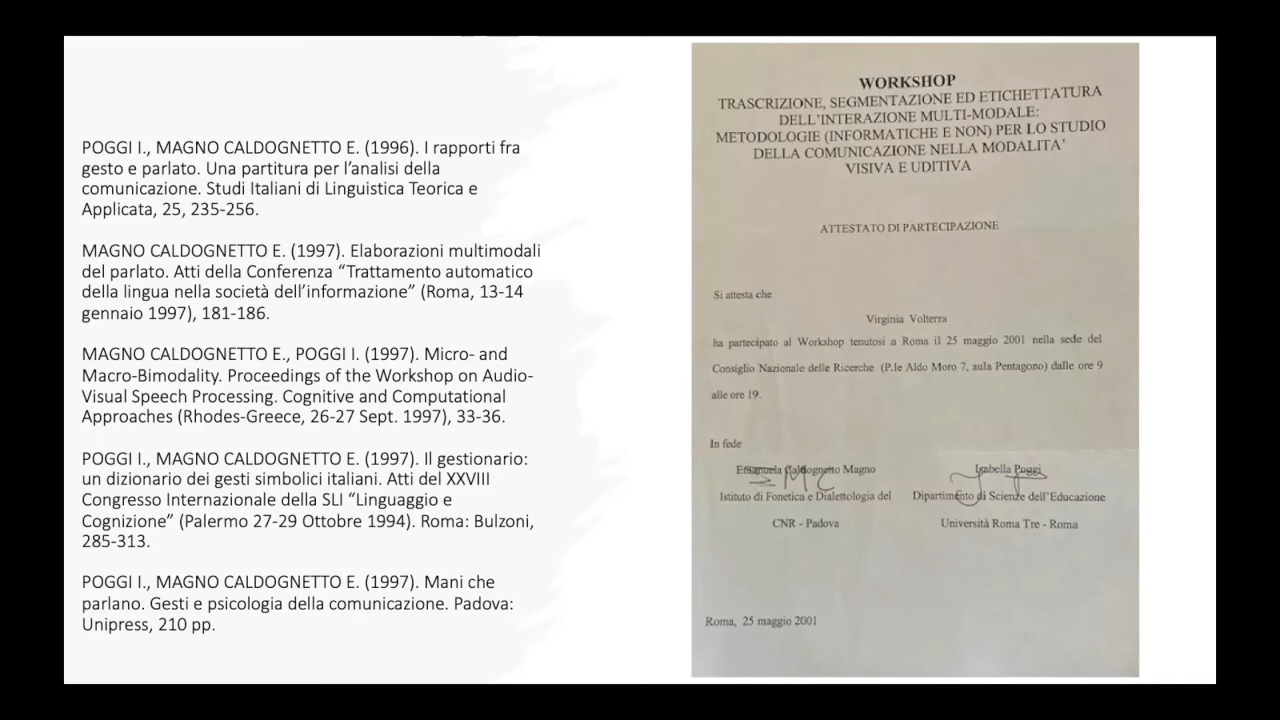 POGGI I., MAGNO CALDOGNETTO E. (1996). I rapporti fra
gesto e parlato. Una partitura per l’analisi della
comunicazione. Studi Italiani di Linguistica Teorica e
Applicata, 25, 235-256.
MAGNO CALDOGNETTO E. (1997). Elaborazioni multimodali
del parlato. Atti della Conferenza “Trattamento automatico
della lingua nella società dell’informazione” (Roma, 13-14
gennaio 1997), 181-186.
MAGNO CALDOGNETTO E., POGGI I. (1997). Micro- and
Macro-Bimodality. Proceedings of the Workshop on Audio-
Visual Speech Processing. Cognitive and Computational
Approaches (Rhodes-Greece, 26-27 Sept. 1997), 33-36.
POGGI I., MAGNO CALDOGNETTO E. (1997). Il gestionario:
un dizionario dei gesti simbolici italiani. Atti del XXVIII
Congresso Internazionale della SLI “Linguaggio e
Cognizione” (Palermo 27-29 Ottobre 1994). Roma: Bulzoni,
285-313.
POGGI I., MAGNO CALDOGNETTO E. (1997). Mani che
parlano. Gesti e psicologia della comunicazione. Padova:
Unipress, 210 pp.
WORKSHOP
TRASCRIZIONE, SEGMENTAZIONE ED ETICHETTATURA
DELL’INTERAZIONE MULTI-MODALE:
METODOLOGIE (INFORMATICHE E NON) PER LO STUDIO
DELLA COMUNICAZIONE NELLA MODALITA’
VISIVA E UDITIVA
ATTESTATO DI PARTECIPAZIONE
Si attesta che
Virginia Volterra
ha partecipato al Workshop tenutosi a Roma il 25 maggio 2001 nella sede del
Consiglio Nazionale delle Ricerche (P.le Aldo Moro 7, aula Pentagono) dalle ore 9
alle ore 19.
In fede
Emanuela Caldognetto Magno
Isabella Poggi
Istituto di Fonetica e Dialettologia del
Dipartimento di Scienze dell’Educazione
CNR - Padova
Università Roma Tre - Roma
Roma, 25 maggio 2001